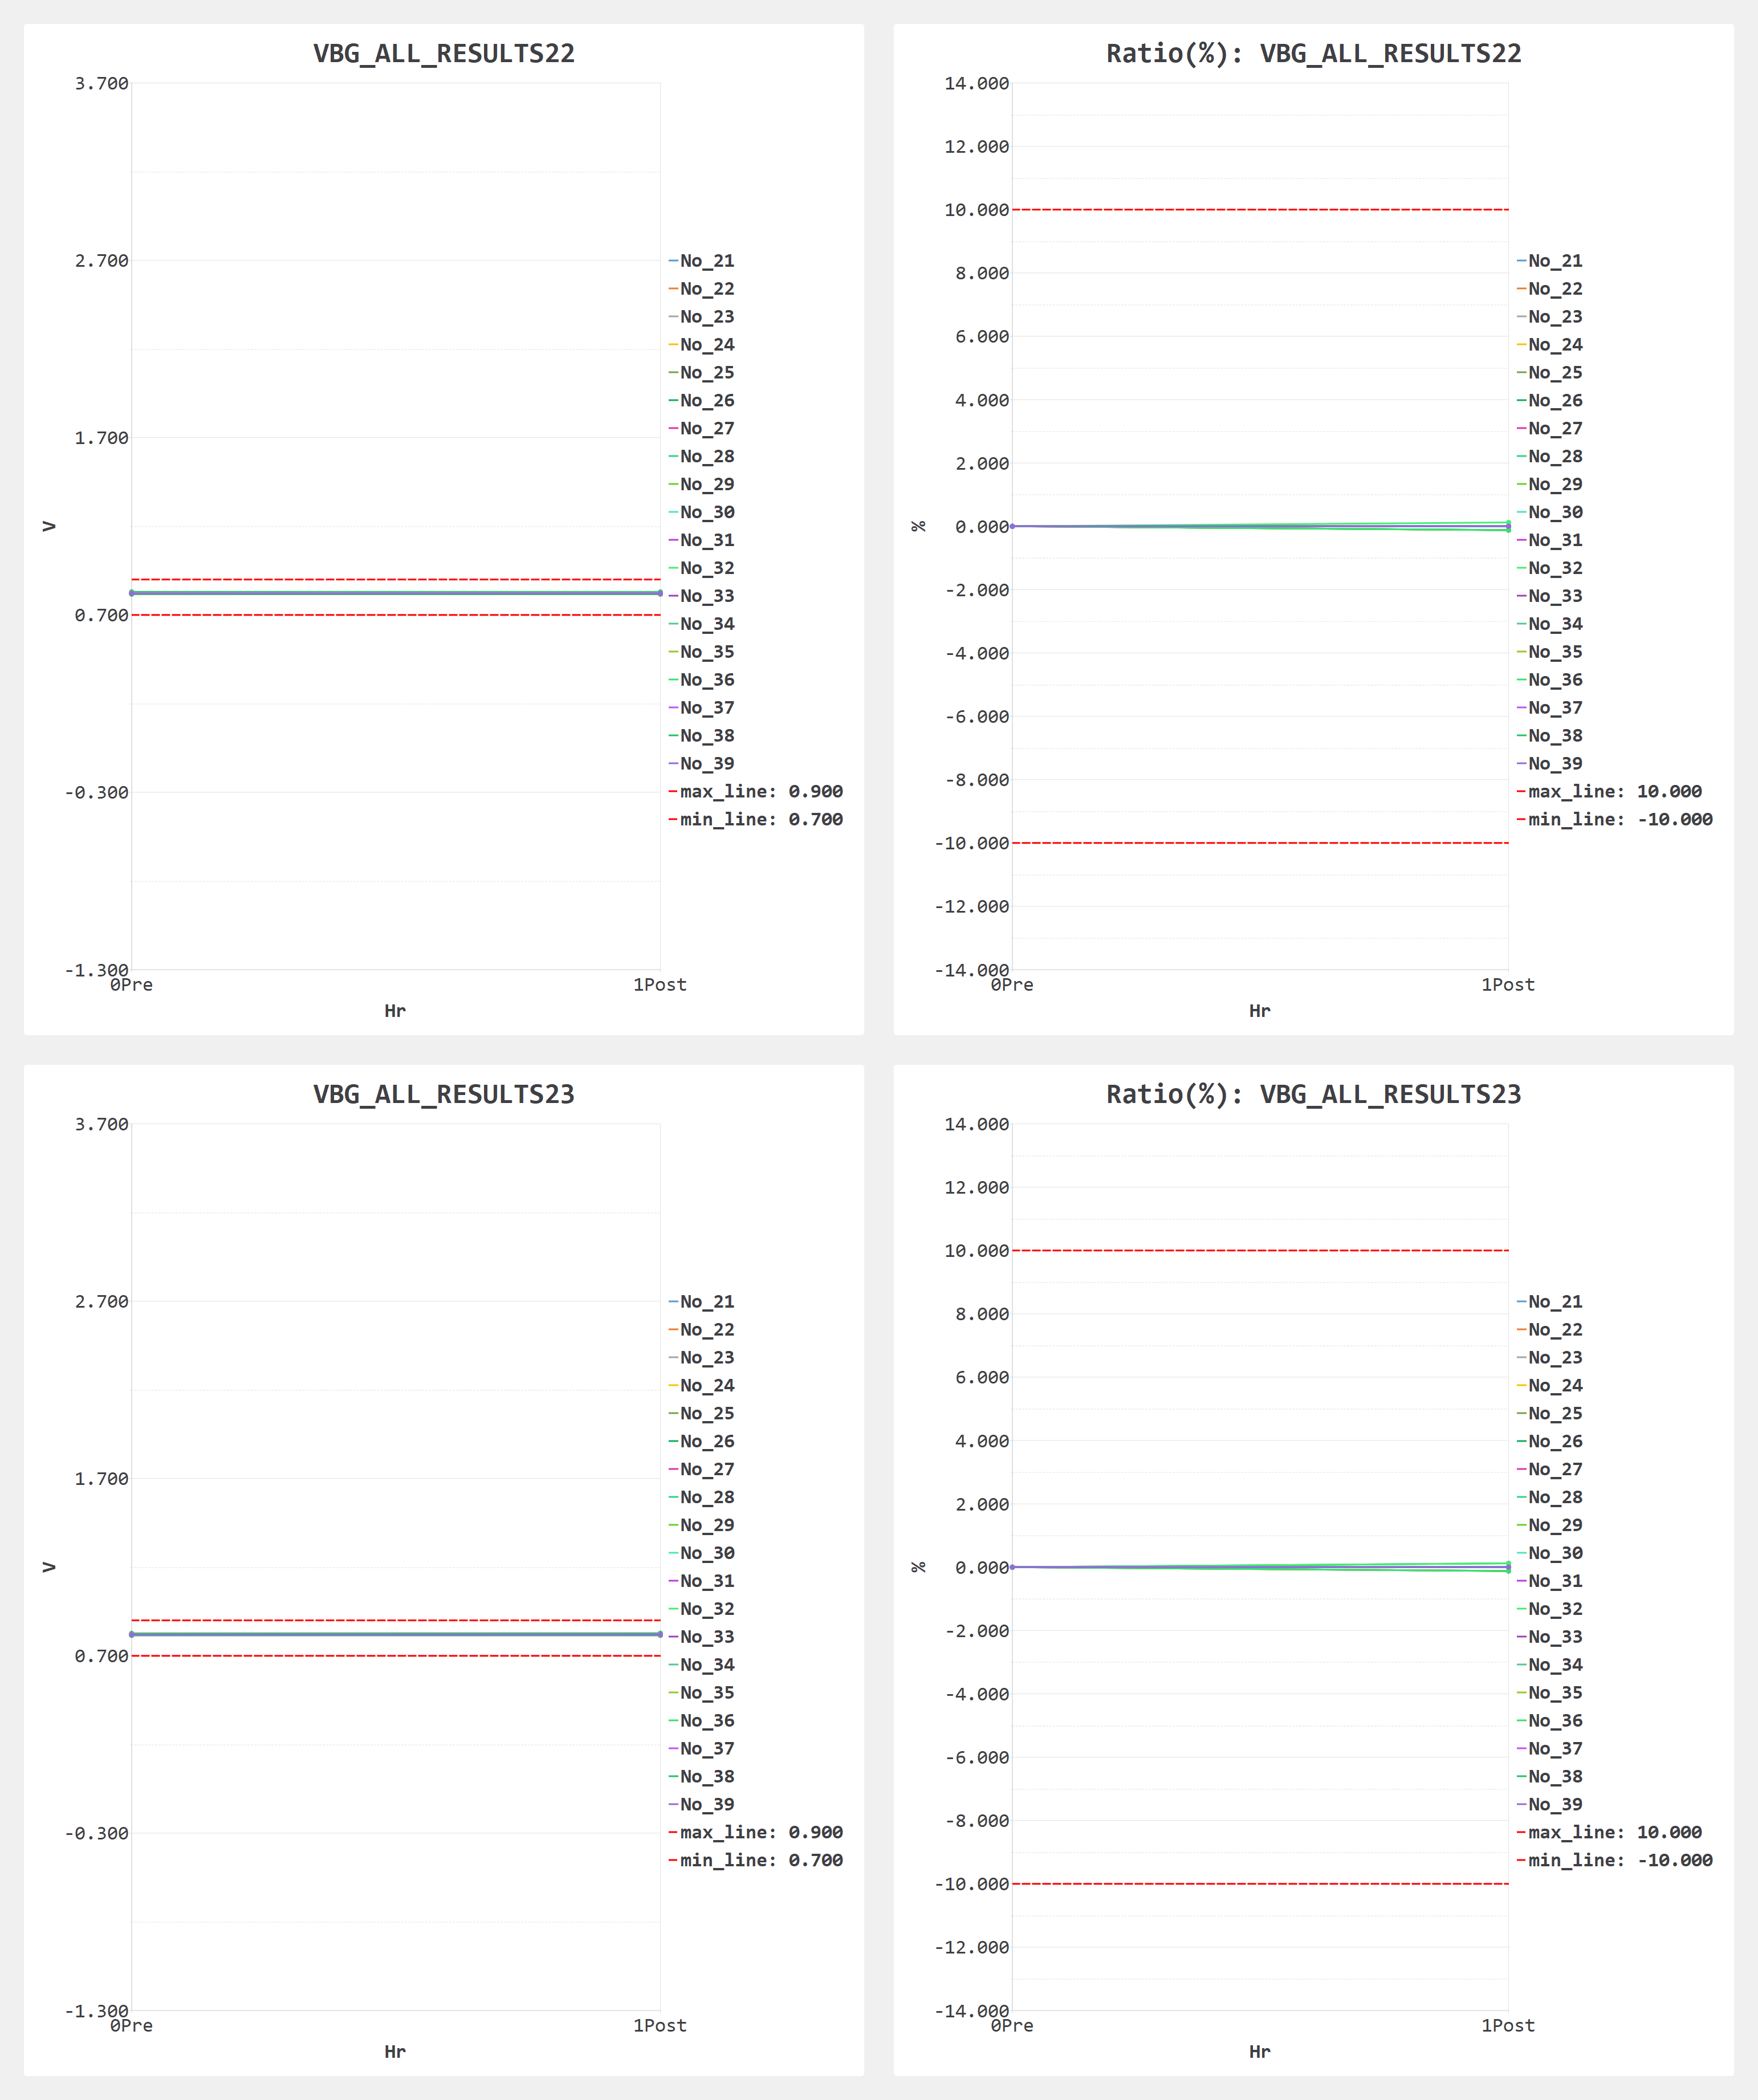 VBG_ALL_RESULTS22
3.700
2.700
1.700
0.700
-0.300
-1.300
V
0Pre
1Post
Hr
No_21
No_22
No_23
No_24
No_25
No_26
No_27
No_28
No_29
No_30
No_31
No_32
No_33
No_34
No_35
No_36
No_37
No_38
No_39
max_line: 0.900
min_line: 0.700
Ratio(%): VBG_ALL_RESULTS22
14.000
12.000
10.000
8.000
6.000
4.000
2.000
0.000
-2.000
-4.000
-6.000
-8.000
-10.000
-12.000
-14.000
%
0Pre
1Post
Hr
No_21
No_22
No_23
No_24
No_25
No_26
No_27
No_28
No_29
No_30
No_31
No_32
No_33
No_34
No_35
No_36
No_37
No_38
No_39
max_line: 10.000
min_line: -10.000
VBG_ALL_RESULTS23
3.700
2.700
1.700
0.700
-0.300
-1.300
V
0Pre
1Post
Hr
No_21
No_22
No_23
No_24
No_25
No_26
No_27
No_28
No_29
No_30
No_31
No_32
No_33
No_34
No_35
No_36
No_37
No_38
No_39
max_line: 0.900
min_line: 0.700
Ratio(%): VBG_ALL_RESULTS23
14.000
12.000
10.000
8.000
6.000
4.000
2.000
0.000
-2.000
-4.000
-6.000
-8.000
-10.000
-12.000
-14.000
%
0Pre
1Post
Hr
No_21
No_22
No_23
No_24
No_25
No_26
No_27
No_28
No_29
No_30
No_31
No_32
No_33
No_34
No_35
No_36
No_37
No_38
No_39
max_line: 10.000
min_line: -10.000